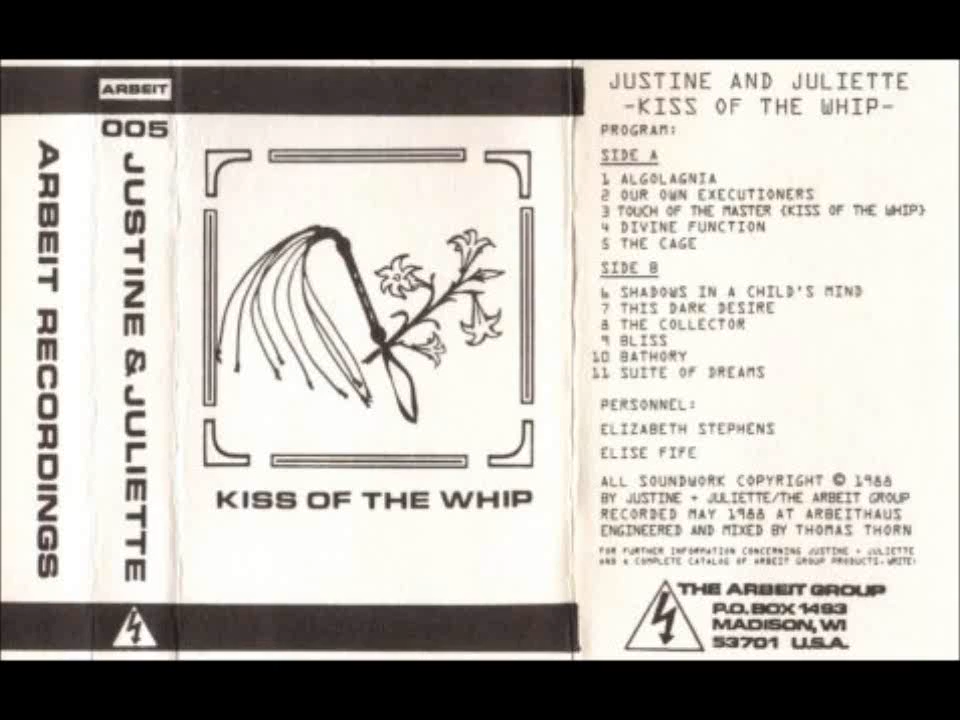 ARBEIT RECORDINGS
ARBEIT
005
JUSTINE & JULIETTE
KISS OF THE WHIP
JUSTINE AND JULIETTE
-KISS OF THE WHIP-
PROGRAM:
SIDE A
1 ALGOLAGNIA
2 OUR OWN EXECUTIONERS
3 TOUCH OF THE MASTER {KISS OF THE WHIP}
4 DIVINE FUNCTION
5 THE CAGE
SIDE B
6 SHADOWS IN A CHILD'S MIND
7 THIS DARK DESIRE
8 THE COLLECTOR
9 BLISS
10 BATHORY
11 SUITE OF DREAMS
PERSONNEL:
ELIZABETH STEPHENS
ELISE FIFE
ALL SOUNDWORK COPYRIGHT © 1988
BY JUSTINE + JULIETTE/THE ARBEIT GROUP
RECORDED MAY 1988 AT ARBEITHAUS
ENGINEERED AND MIXED BY THOMAS THORN
FOR FURTHER INFORMATION CONCERNING JUSTINE + JULIETTE
AND A COMPLETE CATALOG OF ARBEIT GROUP PRODUCTS, WRITE:
THE ARBEIT GROUP
P.O. BOX 1493
MADISON, WI
53701 U.S.A.